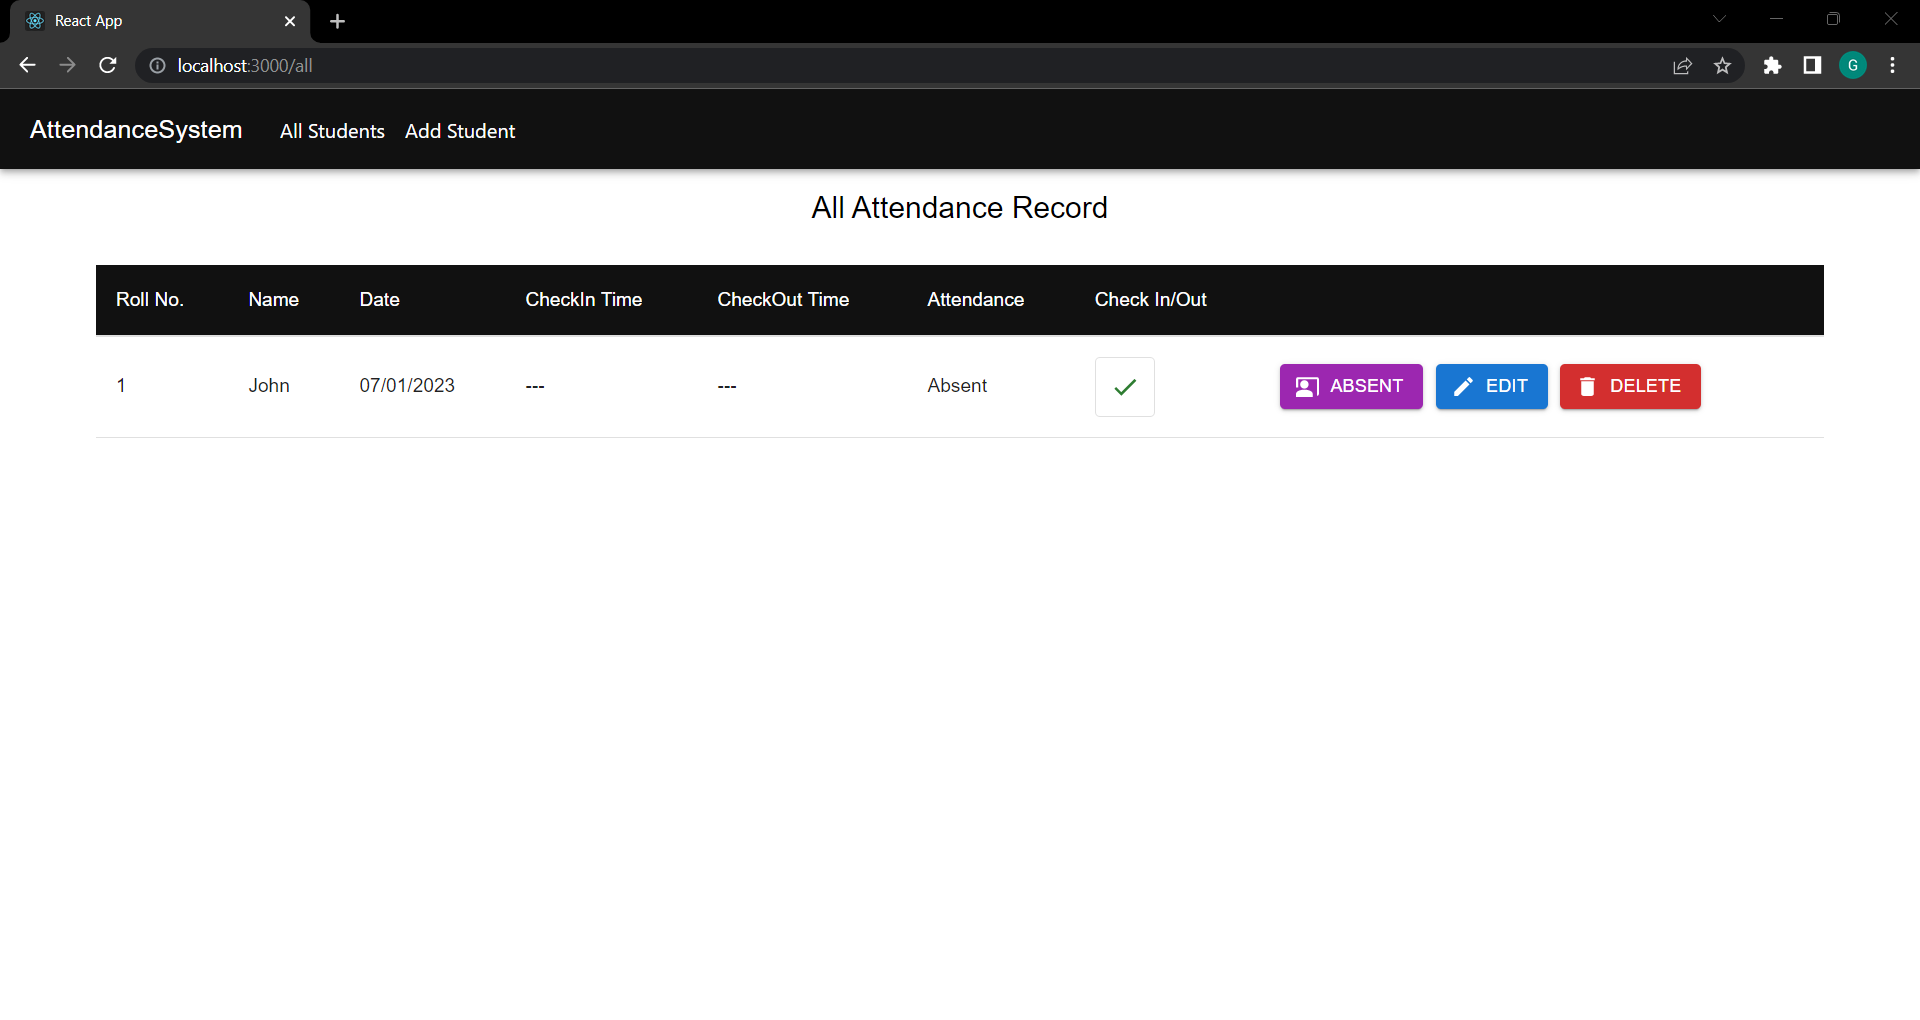 React App
localhost:3000/all
G
AttendanceSystem All Students Add Student
All Attendance Record
Roll No. Name Date CheckIn Time CheckOut Time Attendance Check In/Out
1 John 07/01/2023 --- --- Absent ABSENT EDIT DELETE